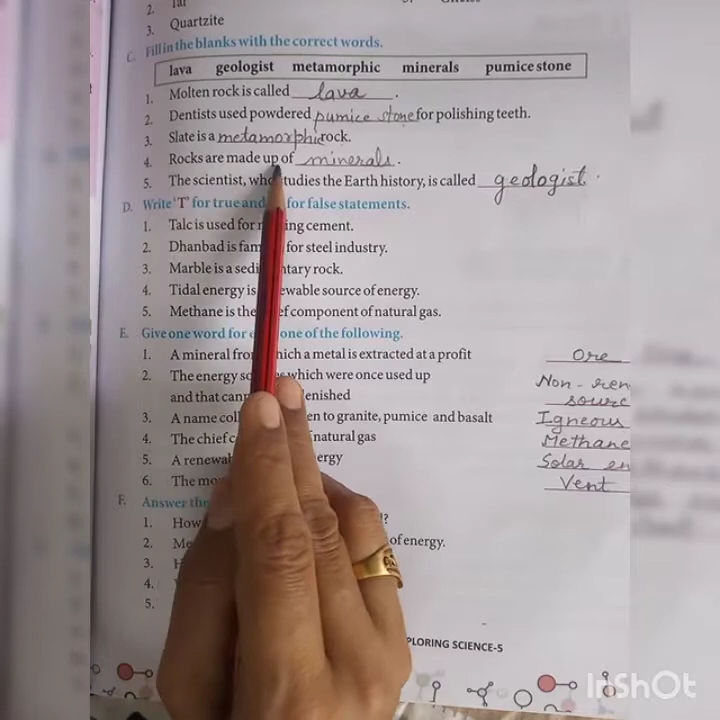 2.
3. Quartzite
C. Fill in the blanks with the correct words.
lava geologist metamorphic minerals pumice stone
1. Molten rock is called lava.
2. Dentists used powdered pumice stone for polishing teeth.
3. Slate is a metamorphic rock.
4. Rocks are made up of minerals.
5. The scientist, who studies the Earth history, is called geologist.
D. Write 'T' for true and for false statements.
1. Talc is used for ing cement.
2. Dhanbad is fam for steel industry.
3. Marble is a sedi ntary rock.
4. Tidal energy is ewable source of energy.
5. Methane is the ef component of natural gas.
E. Give one word for one of the following.
1. A mineral from which a metal is extracted at a profit Ore
2. The energy so which were once used up Non-ren
and that cann lenished source
3. A name coll en to granite, pumice and basalt Igneous
4. The chief c natural gas Methane
5. A renewa ergy Solar en
6. The mo Vent
F. Answer the
1. How ?
2. Me of energy.
3. H
4.
5.
PLORING SCIENCE-5
InShOt